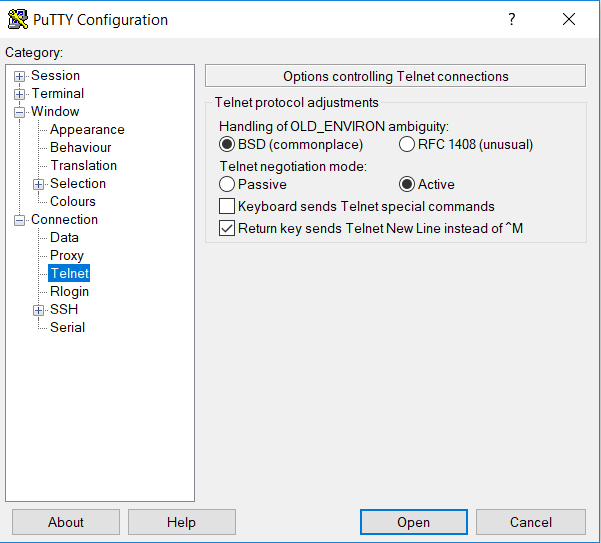 PuTTY Configuration
?
Category:
Session
Terminal
Window
Appearance
Behaviour
Translation
Selection
Colours
Connection
Data
Proxy
Telnet
Rlogin
SSH
Serial
Options controlling Telnet connections
Telnet protocol adjustments
Handling of OLD_ENVIRON ambiguity:
BSD (commonplace) RFC 1408 (unusual)
Telnet negotiation mode:
Passive Active
Keyboard sends Telnet special commands
Return key sends Telnet New Line instead of ^M
About Help Open Cancel